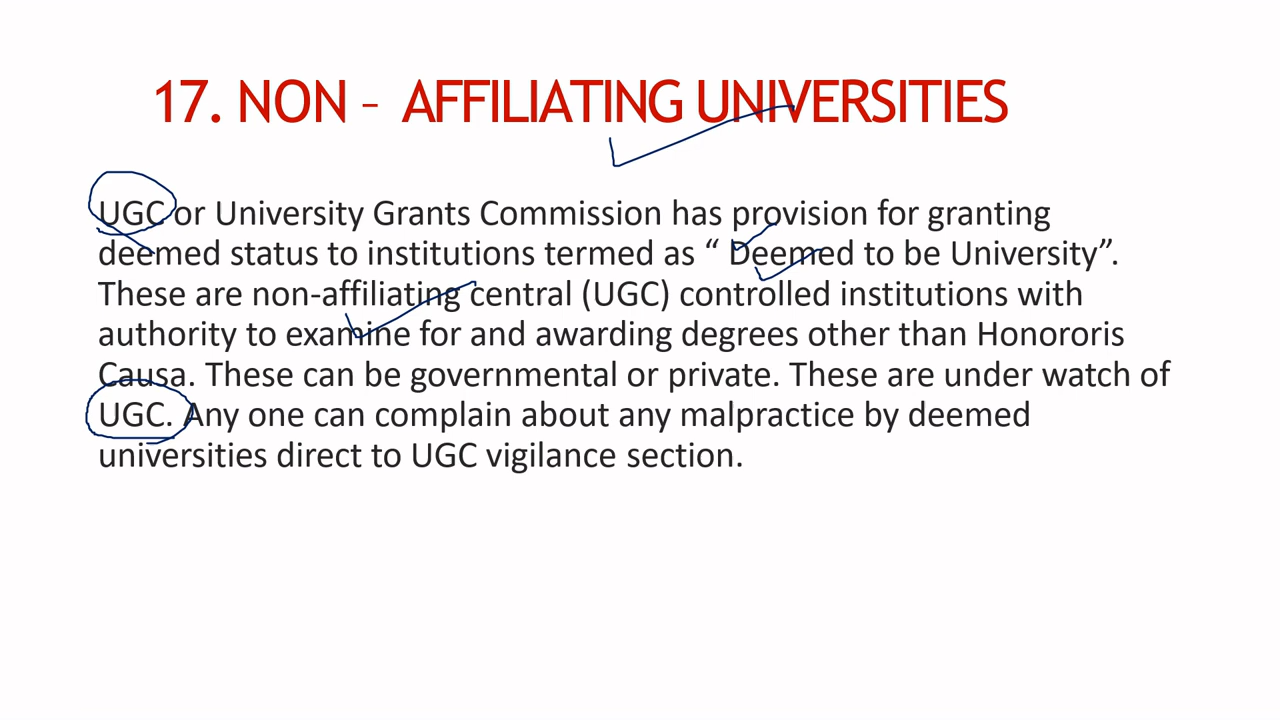 17. NON – AFFILIATING UNIVERSITIES
UGC or University Grants Commission has provision for granting
deemed status to institutions termed as “ Deemed to be University”.
These are non-affiliating central (UGC) controlled institutions with
authority to examine for and awarding degrees other than Honororis
Causa. These can be governmental or private. These are under watch of
UGC. Any one can complain about any malpractice by deemed
universities direct to UGC vigilance section.